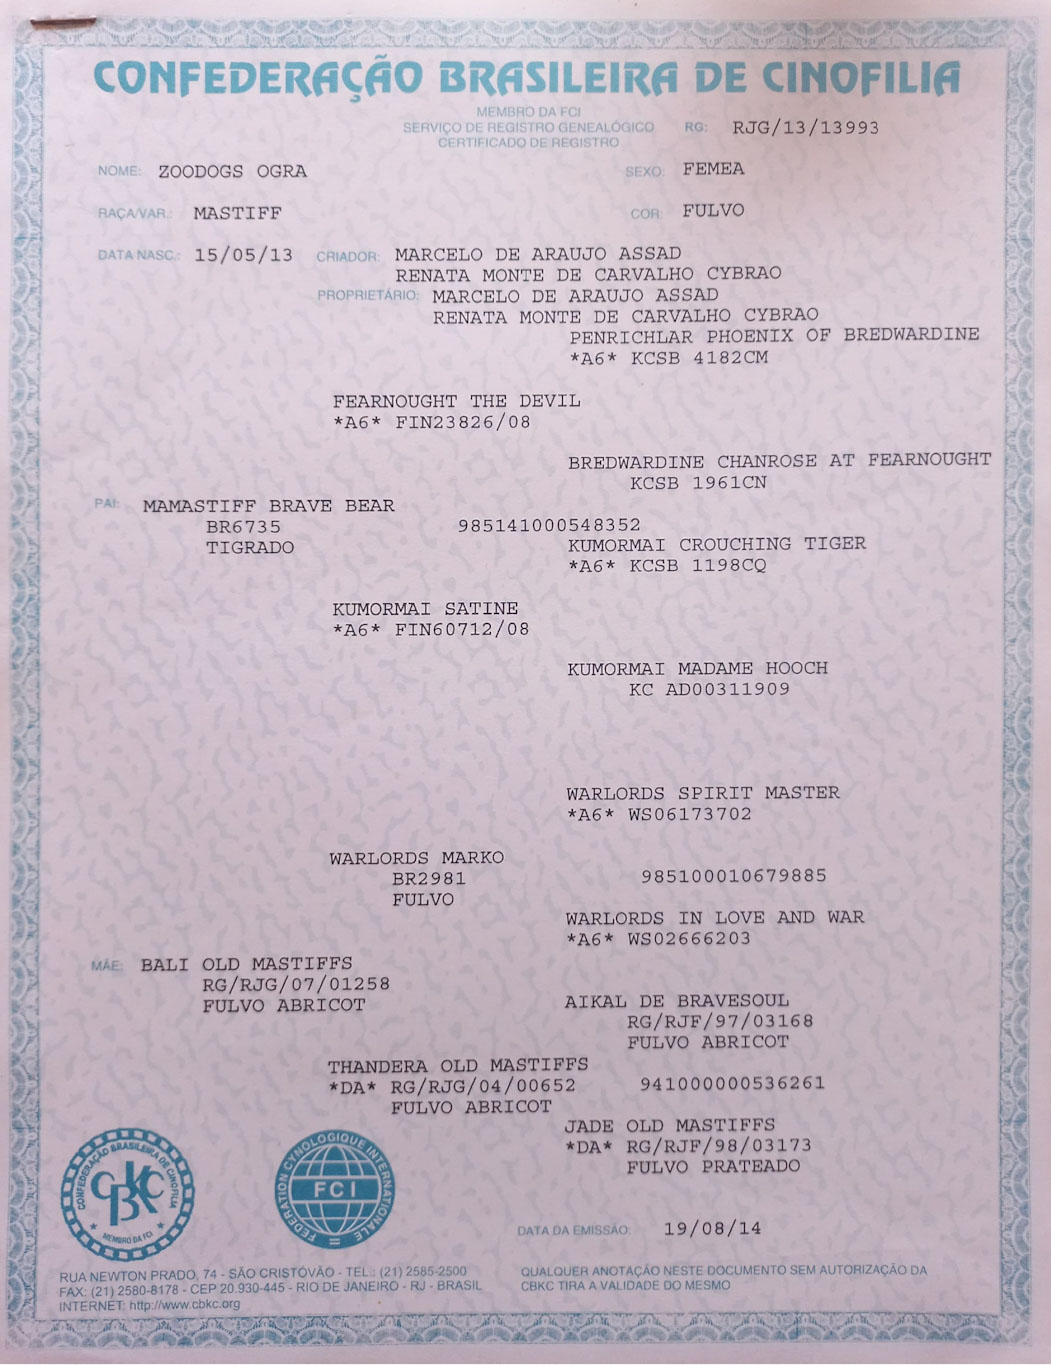 CONFEDERAÇÃO BRASILEIRA DE CINOFILIA
MEMBRO DA FCI
SERVIÇO DE REGISTRO GENEALÓGICO RG: RJG/13/13993
CERTIFICADO DE REGISTRO
NOME: ZOODOGS OGRA SEXO: FEMEA
RAÇA/VAR.: MASTIFF COR: FULVO
DATA NASC.: 15/05/13 CRIADOR: MARCELO DE ARAUJO ASSAD
RENATA MONTE DE CARVALHO CYBRAO
PROPRIETÁRIO: MARCELO DE ARAUJO ASSAD
RENATA MONTE DE CARVALHO CYBRAO
PENRICHLAR PHOENIX OF BREDWARDINE
*A6* KCSB 4182CM
FEARNOUGHT THE DEVIL
*A6* FIN23826/08
BREDWARDINE CHANROSE AT FEARNOUGHT
KCSB 1961CN
PAI: MAMASTIFF BRAVE BEAR
BR6735 985141000548352
TIGRADO KUMORMAI CROUCHING TIGER
*A6* KCSB 1198CQ
KUMORMAI SATINE
*A6* FIN60712/08
KUMORMAI MADAME HOOCH
KC AD00311909
WARLORDS SPIRIT MASTER
*A6* WS06173702
WARLORDS MARKO
BR2981 985100010679885
FULVO
WARLORDS IN LOVE AND WAR
*A6* WS02666203
MÃE: BALI OLD MASTIFFS
RG/RJG/07/01258
FULVO ABRICOT AIKAL DE BRAVESOUL
RG/RJF/97/03168
FULVO ABRICOT
THANDERA OLD MASTIFFS
*DA* RG/RJG/04/00652 941000000536261
FULVO ABRICOT
JADE OLD MASTIFFS
*DA* RG/RJF/98/03173
FULVO PRATEADO
CONFEDERAÇÃO BRASILEIRA DE CINOFILIA
CBKC
MEMBRO DA FCI
FEDERATION CYNOLOGIQUE INTERNATIONALE
FCI
DATA DA EMISSÃO: 19/08/14
RUA NEWTON PRADO, 74 - SÃO CRISTÓVÃO - TEL.: (21) 2585-2500
FAX: (21) 2580-8178 - CEP 20.930-445 - RIO DE JANEIRO - RJ - BRASIL
INTERNET: http://www.cbkc.org
QUALQUER ANOTAÇÃO NESTE DOCUMENTO SEM AUTORIZAÇÃO DA
CBKC TIRA A VALIDADE DO MESMO